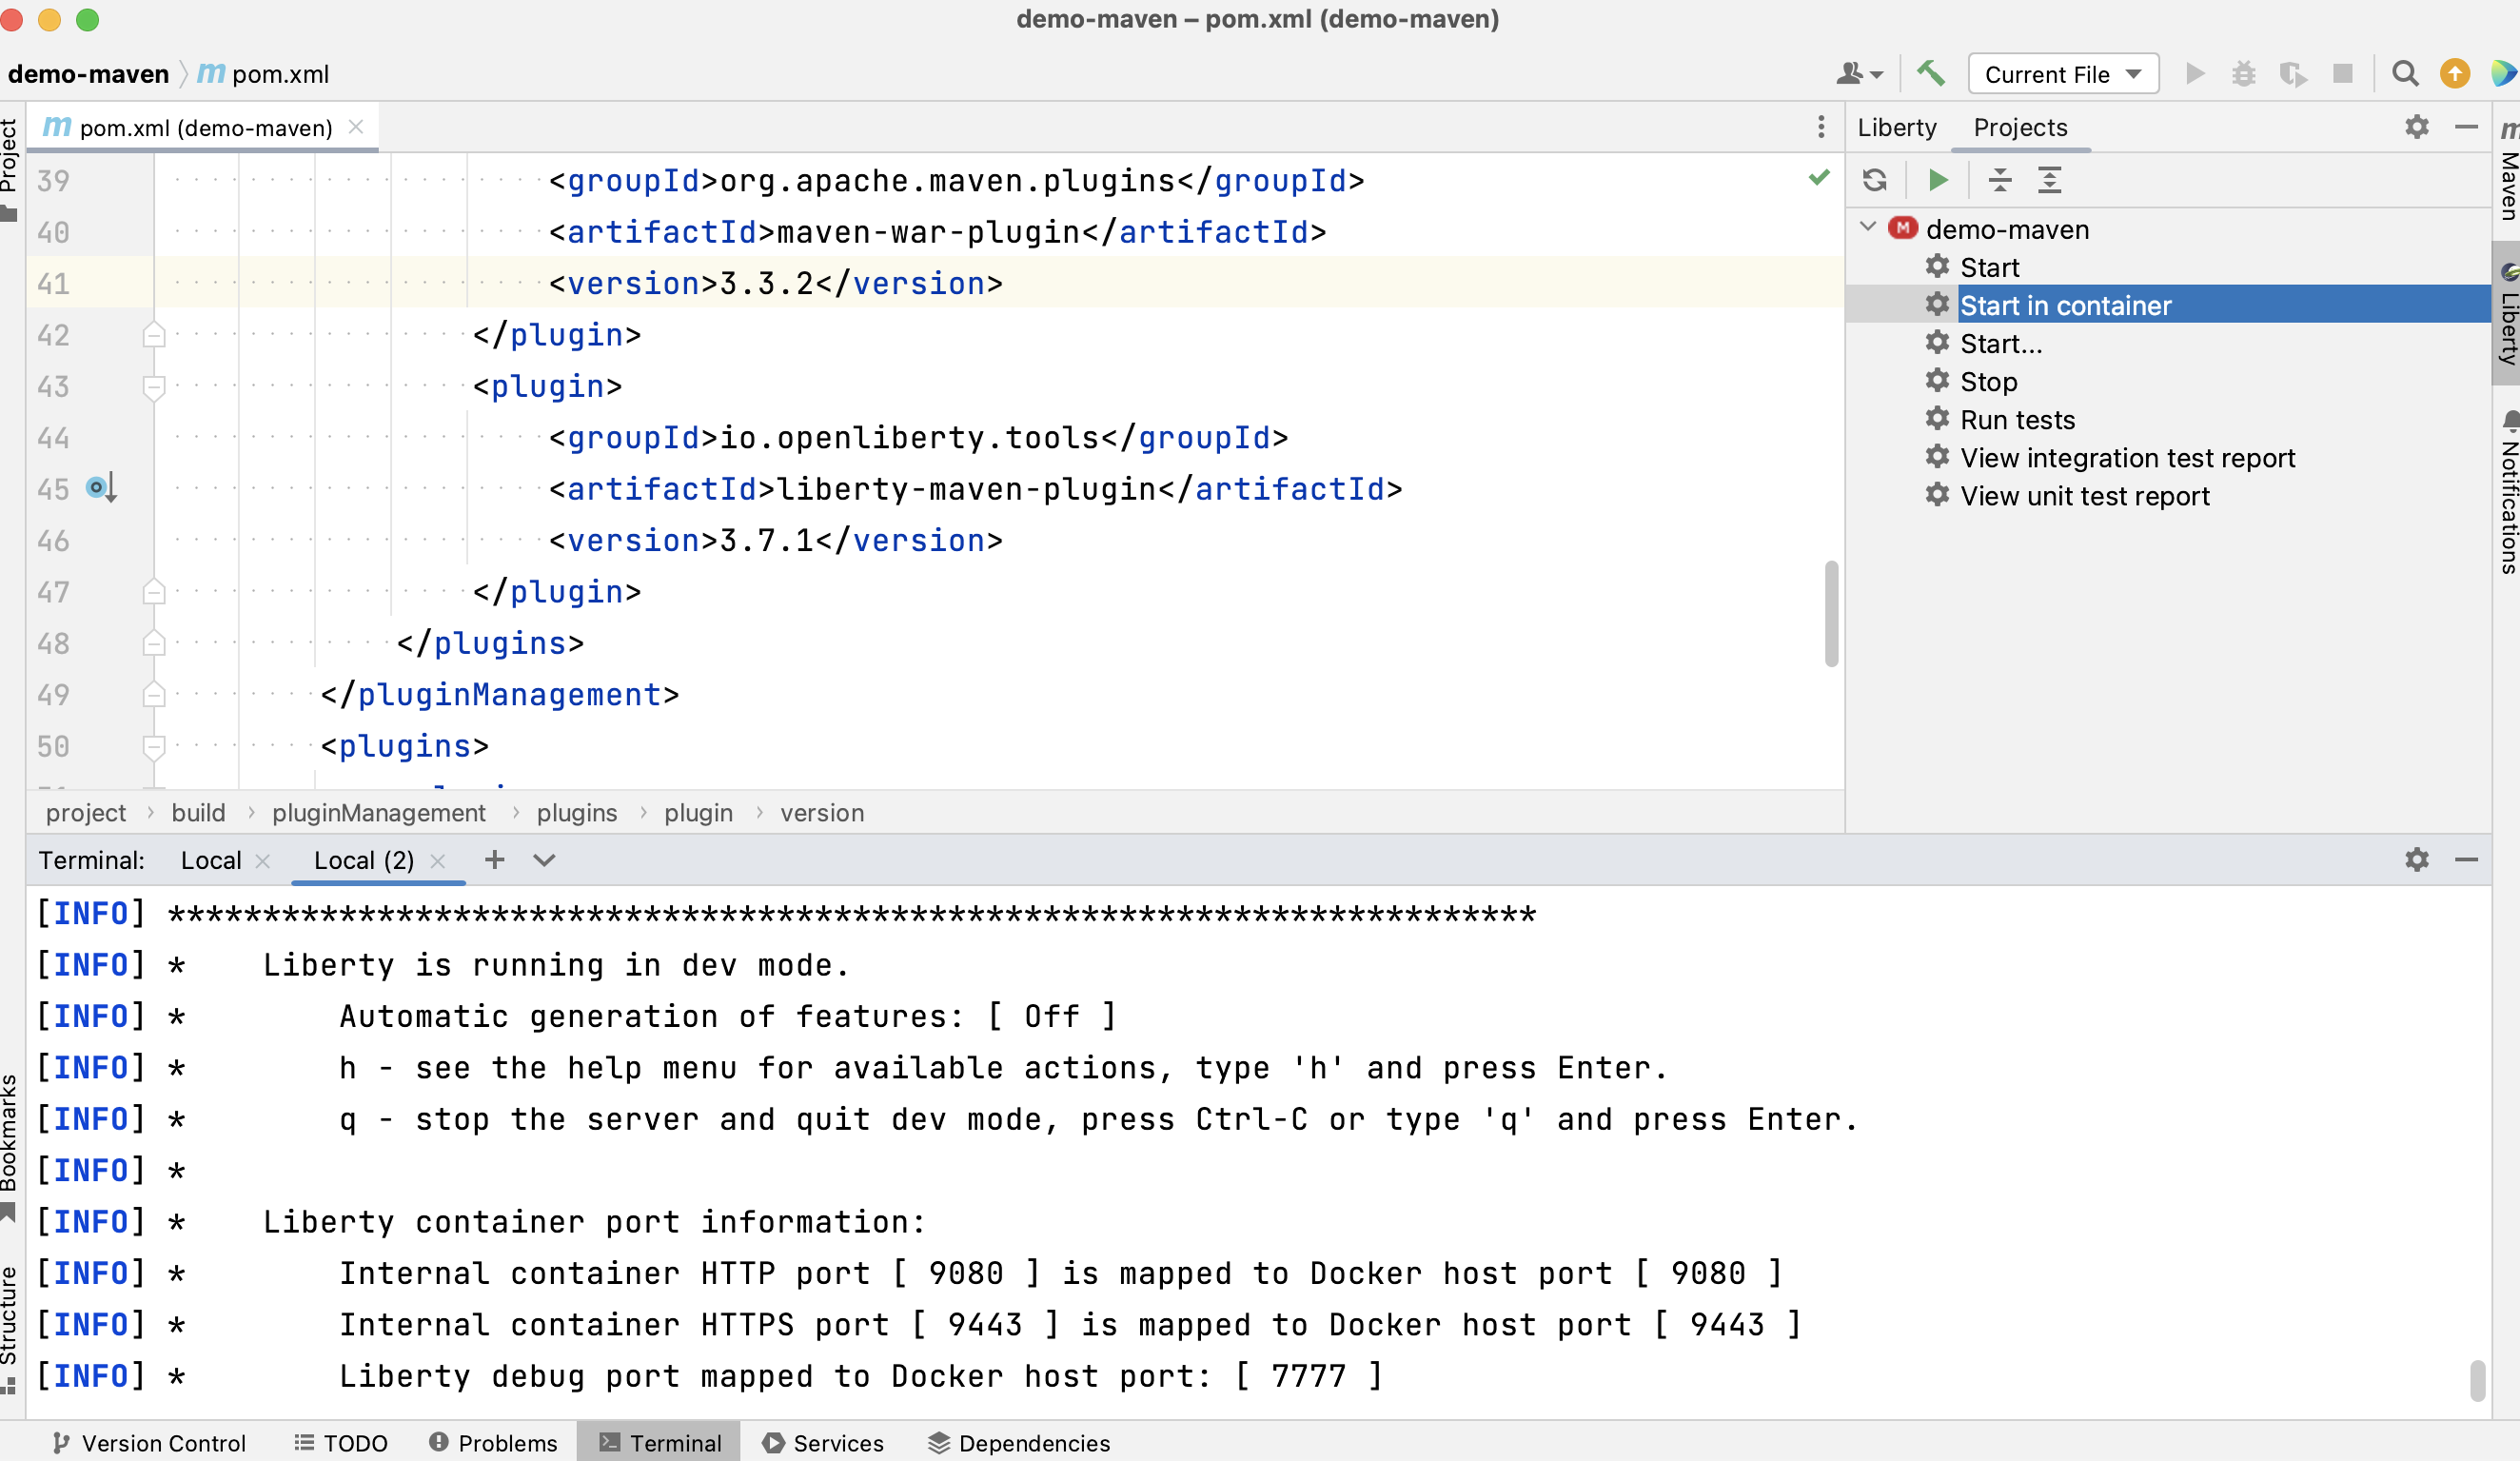 demo-maven – pom.xml (demo-maven)
demo-maven
pom.xml
Current File
Project
pom.xml (demo-maven)
39 <groupId>org.apache.maven.plugins</groupId>
40 <artifactId>maven-war-plugin</artifactId>
41 <version>3.3.2</version>
42 </plugin>
43 <plugin>
44 <groupId>io.openliberty.tools</groupId>
45 <artifactId>liberty-maven-plugin</artifactId>
46 <version>3.7.1</version>
47 </plugin>
48 </plugins>
49 </pluginManagement>
50 <plugins>
project › build › pluginManagement › plugins › plugin › version
Liberty Projects
demo-maven
Start
Start in container
Start...
Stop
Run tests
View integration test report
View unit test report
Maven
Liberty
Notifications
Terminal: Local Local (2)
[INFO] ************************************************************************
[INFO] * Liberty is running in dev mode.
[INFO] * Automatic generation of features: [ Off ]
[INFO] * h - see the help menu for available actions, type 'h' and press Enter.
[INFO] * q - stop the server and quit dev mode, press Ctrl-C or type 'q' and press Enter.
[INFO] *
[INFO] * Liberty container port information:
[INFO] * Internal container HTTP port [ 9080 ] is mapped to Docker host port [ 9080 ]
[INFO] * Internal container HTTPS port [ 9443 ] is mapped to Docker host port [ 9443 ]
[INFO] * Liberty debug port mapped to Docker host port: [ 7777 ]
Bookmarks
Structure
Version Control TODO Problems Terminal Services Dependencies